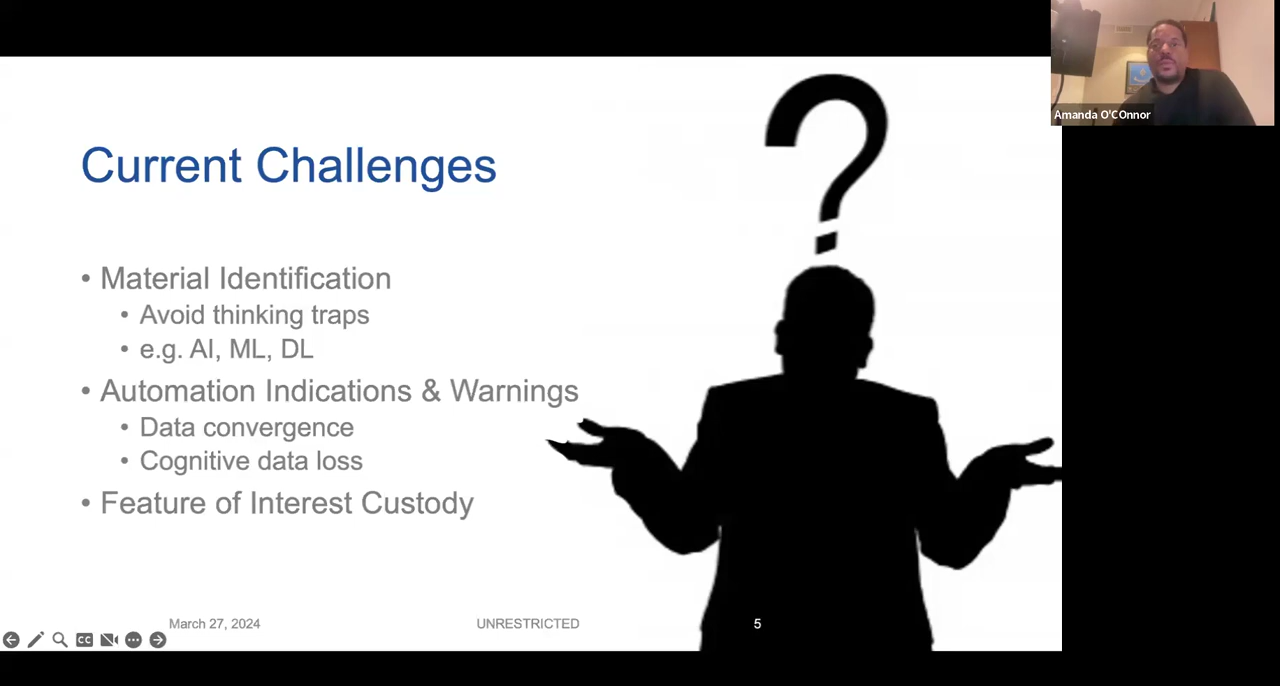 Amanda O'COnnor
Current Challenges
• Material Identification
• Avoid thinking traps
• e.g. AI, ML, DL
• Automation Indications & Warnings
• Data convergence
• Cognitive data loss
• Feature of Interest Custody
March 27, 2024
UNRESTRICTED
5
CC